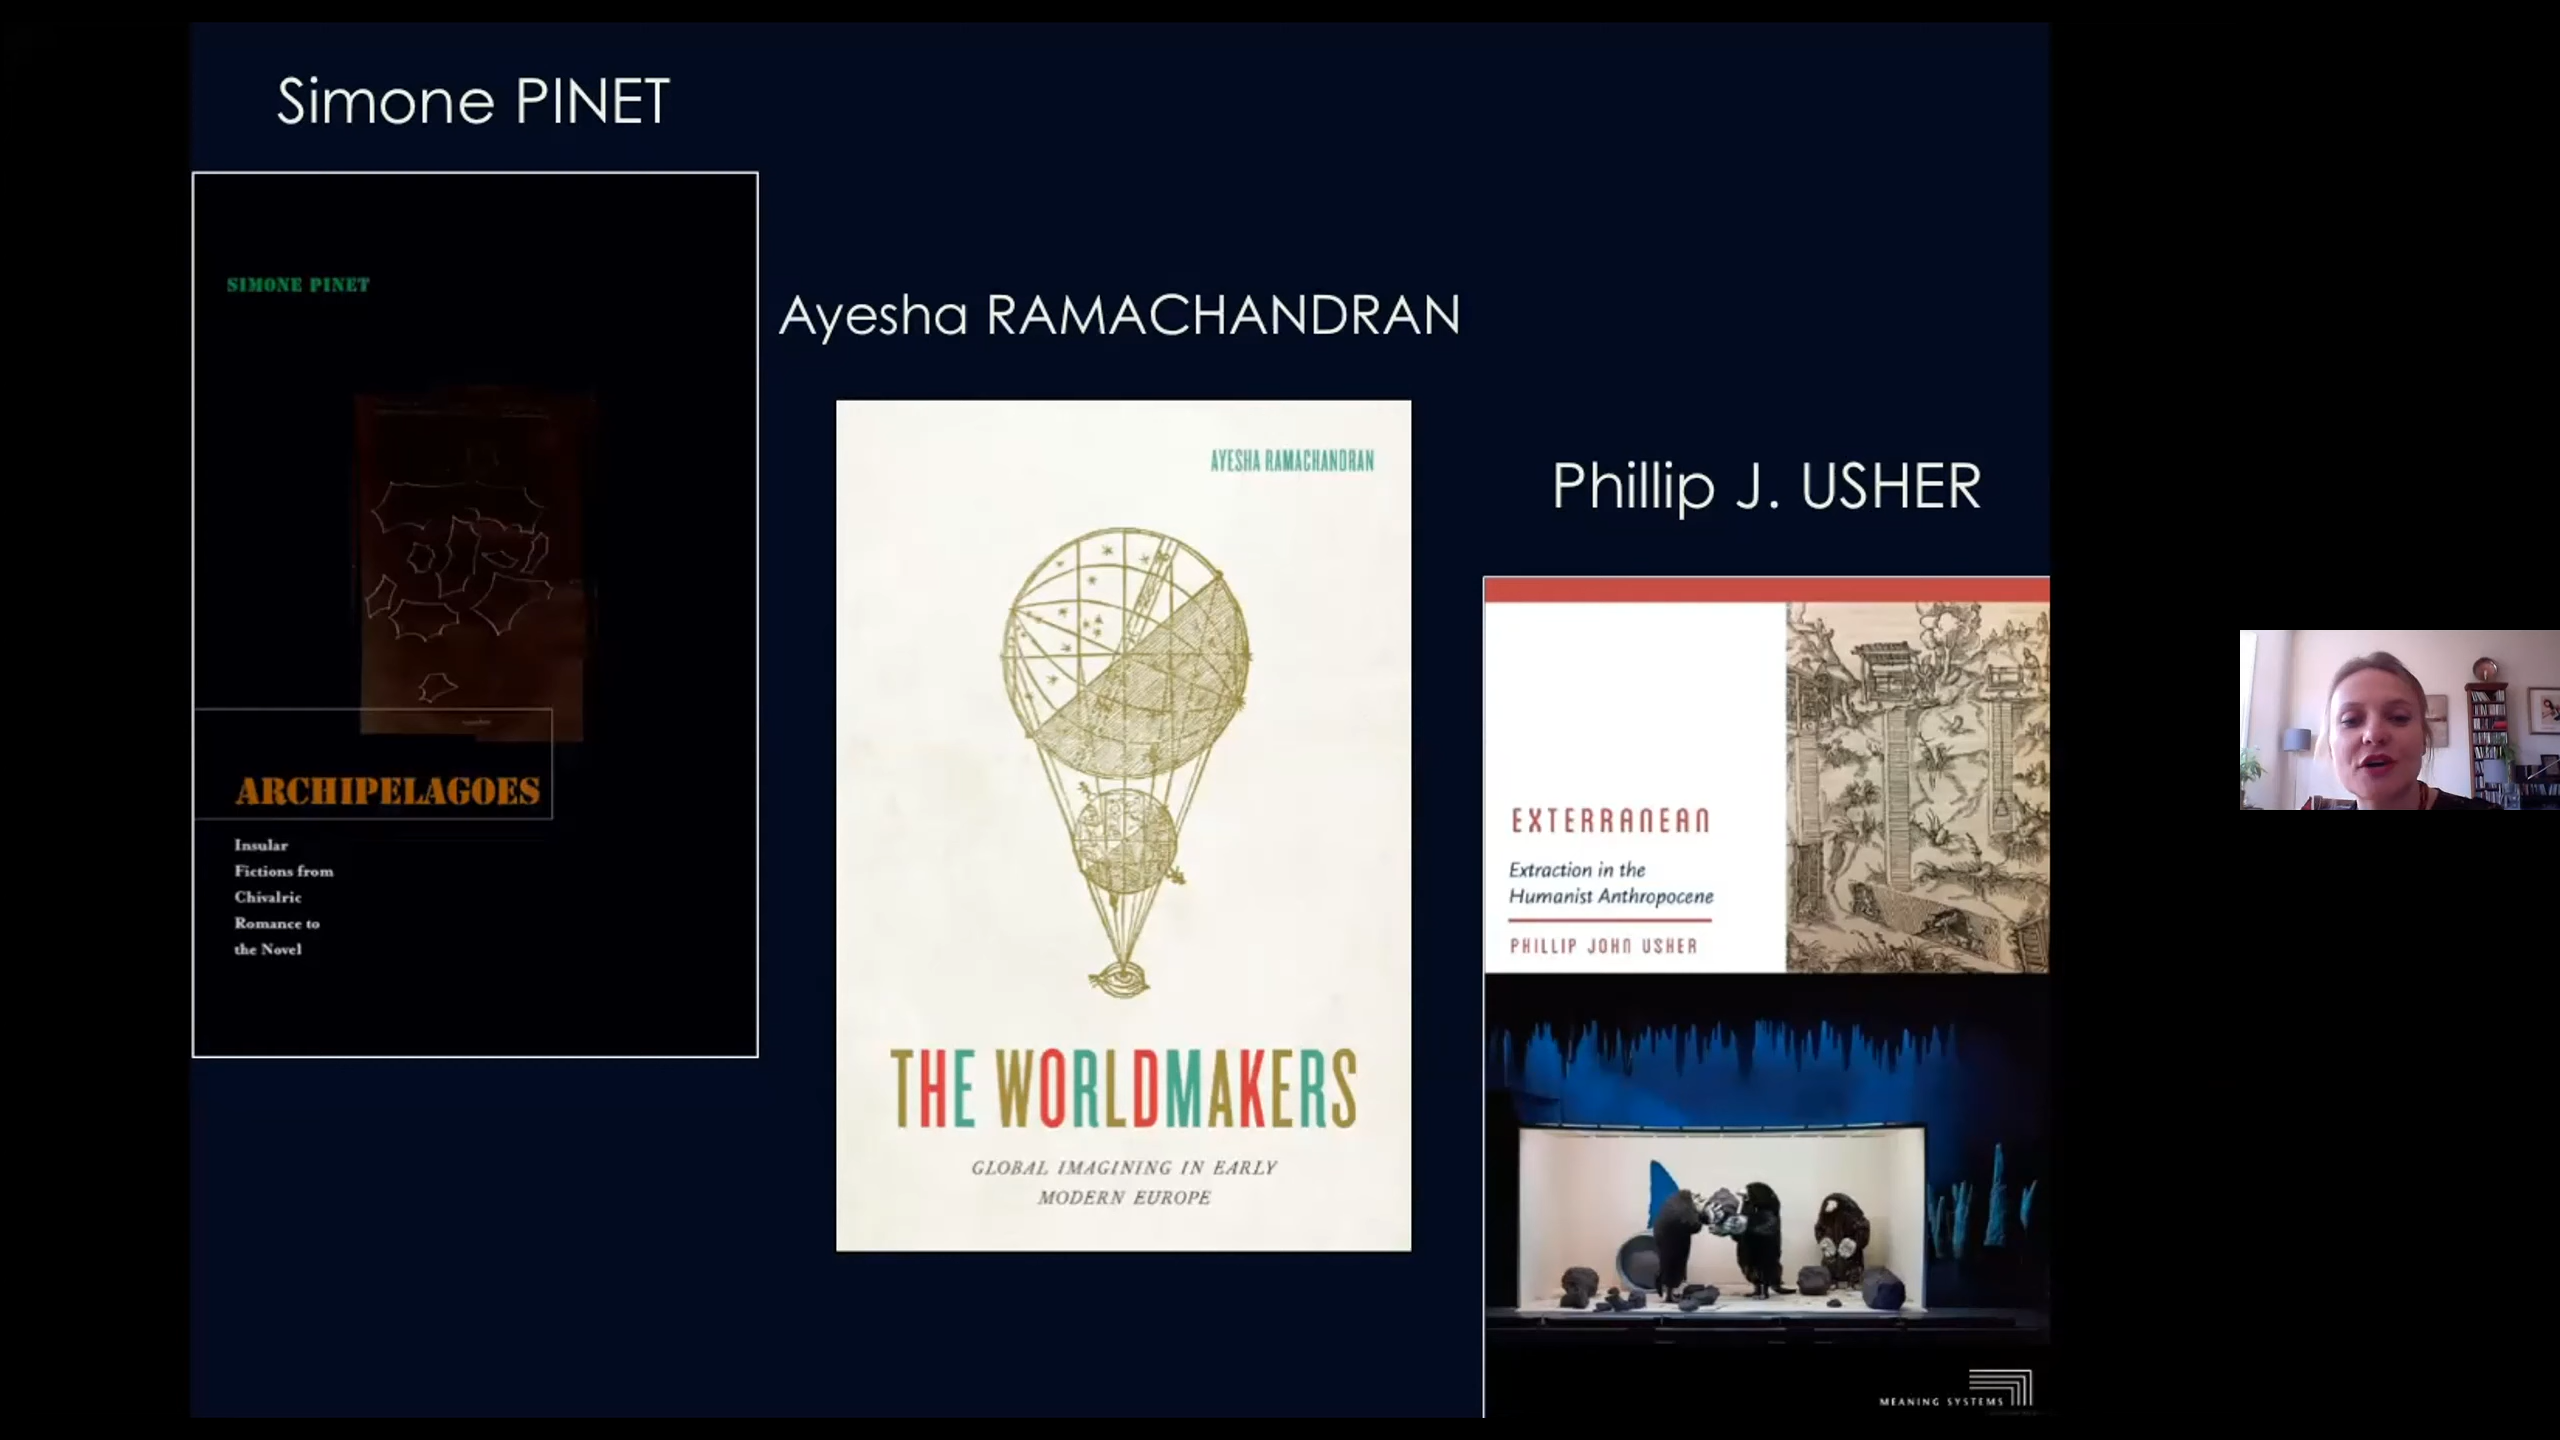 Simone PINET
SIMONE PINET
ARCHIPELAGOES
Insular
Fictions from
Chivalric
Romance to
the Novel
Ayesha RAMACHANDRAN
AYESHA RAMACHANDRAN
THE WORLDMAKERS
GLOBAL IMAGINING IN EARLY
MODERN EUROPE
Phillip J. USHER
EXTERRANEAN
Extraction in the
Humanist Anthropocene
PHILLIP JOHN USHER
MEANING SYSTEMS